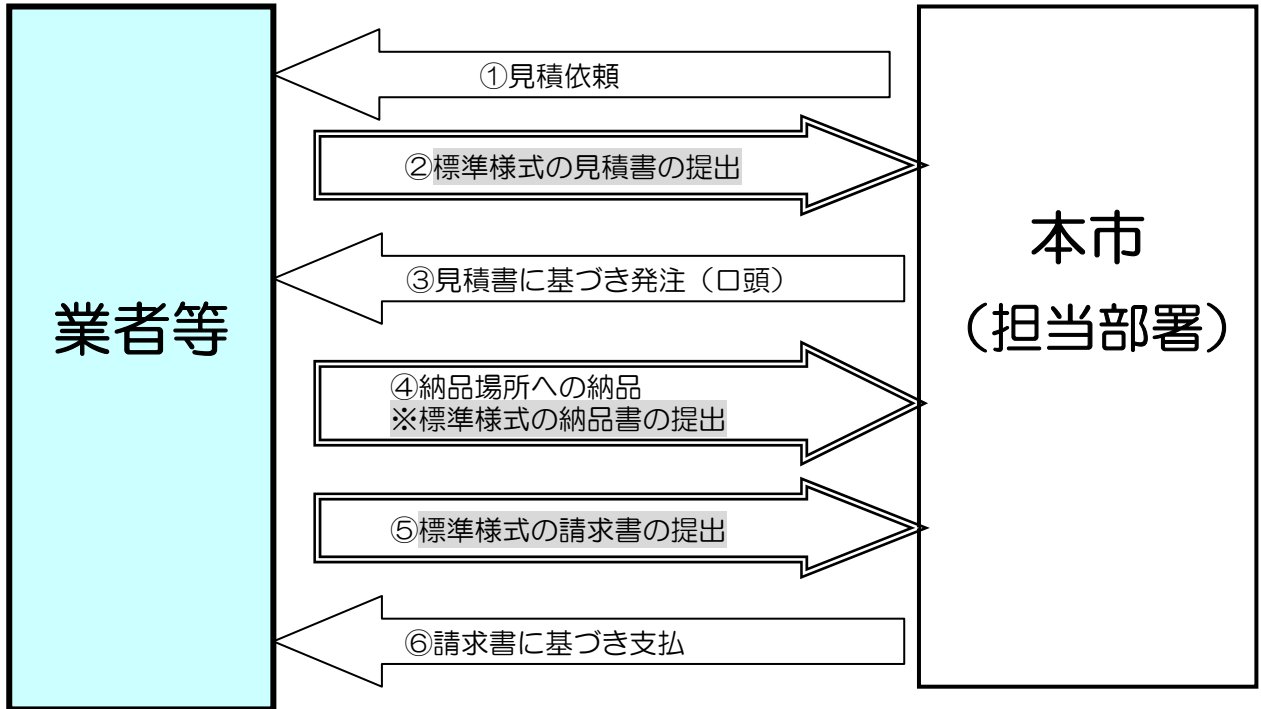 業者等
①見積依頼
②標準様式の見積書の提出
③見積書に基づき発注（口頭）
④納品場所への納品
※標準様式の納品書の提出
⑤標準様式の請求書の提出
⑥請求書に基づき支払
本市
（担当部署）